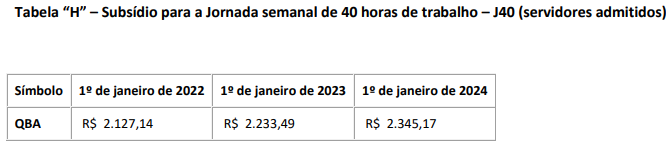 Tabela “H” – Subsídio para a Jornada semanal de 40 horas de trabalho – J40 (servidores admitidos)
Símbolo 1º de janeiro de 2022 1º de janeiro de 2023 1º de janeiro de 2024
QBA R$ 2.127,14 R$ 2.233,49 R$ 2.345,17